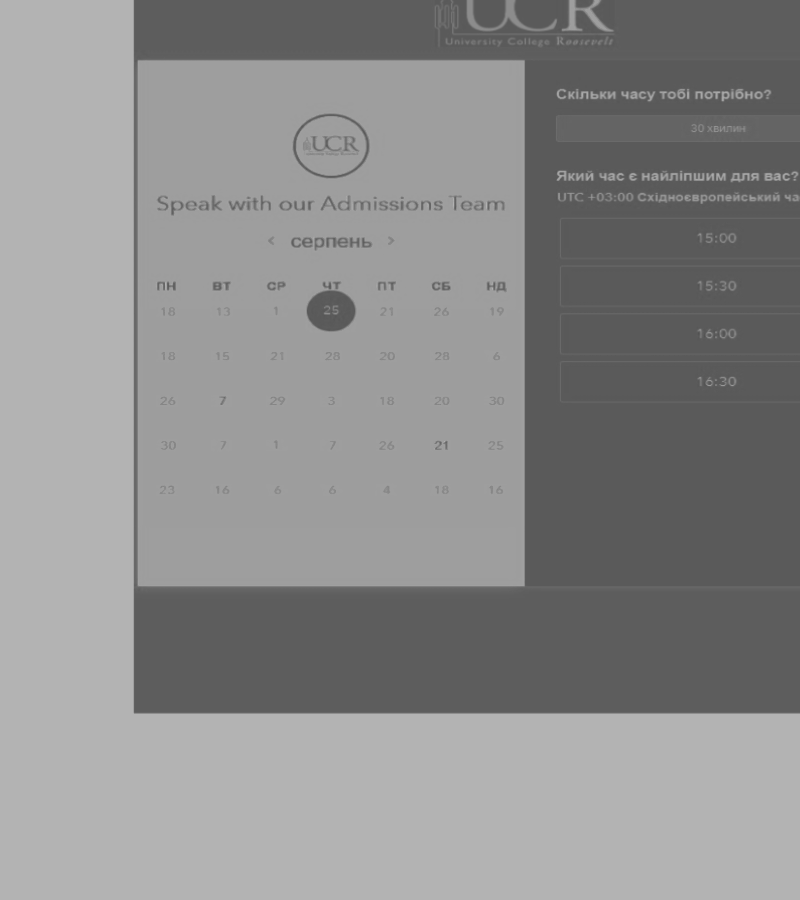 UCR
University College Roosevelt
UCR
Speak with our Admissions Team
< серпень >
ПН ВТ СР ЧТ ПТ СБ НД
18 13 1 25 21 26 19
18 15 21 28 20 28 6
26 7 29 3 18 20 30
30 7 1 7 26 21 25
23 16 6 6 4 18 16
Скільки часу тобі потрібно?
30 хвилин
Який час є найліпшим для вас?
UTC +03:00 Східноєвропейський ча
15:00
15:30
16:00
16:30